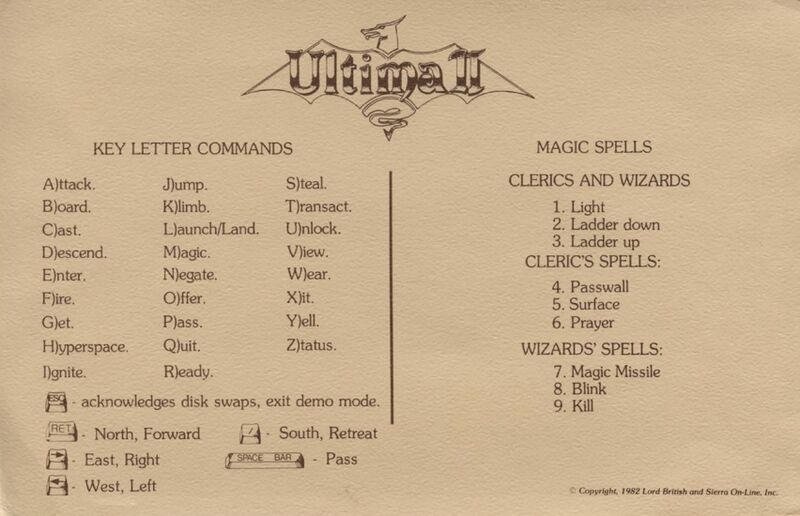 Ultima II
KEY LETTER COMMANDS
A)ttack.
B)oard.
C)ast.
D)escend.
E)nter.
F)ire.
G)et.
H)yperspace.
I)gnite.
J)ump.
K)limb.
L)aunch/Land.
M)agic.
N)egate.
O)ffer.
P)ass.
Q)uit.
R)eady.
S)teal.
T)ransact.
U)nlock.
V)iew.
W)ear.
X)it.
Y)ell.
Z)tatus.
ESC - acknowledges disk swaps, exit demo mode.
RET - North, Forward
/ - South, Retreat
→ - East, Right
SPACE BAR - Pass
← - West, Left
MAGIC SPELLS
CLERICS AND WIZARDS
1. Light
2. Ladder down
3. Ladder up
CLERIC'S SPELLS:
4. Passwall
5. Surface
6. Prayer
WIZARDS' SPELLS:
7. Magic Missile
8. Blink
9. Kill
© Copyright, 1982 Lord British and Sierra On-Line, Inc.